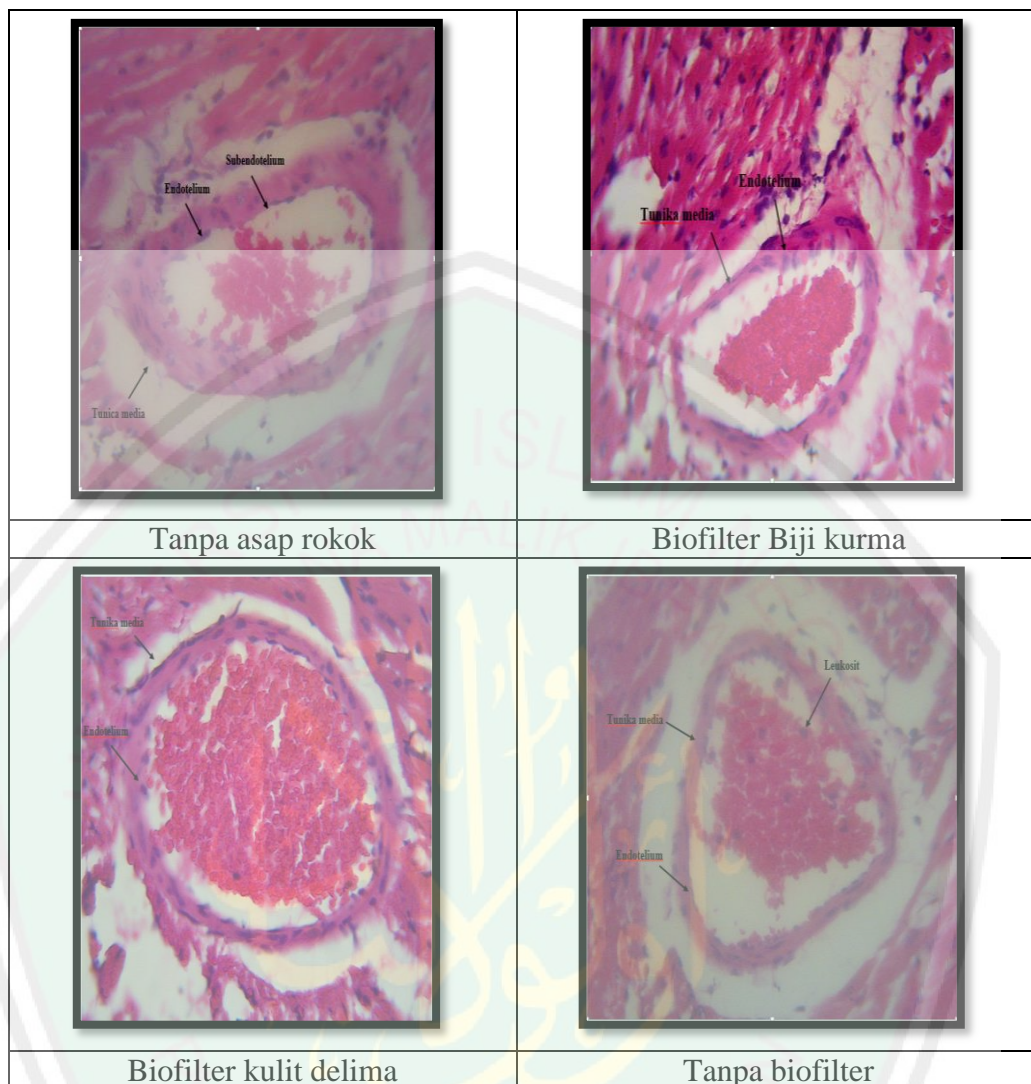 Subendotelium
Endotelium
Tunica media
Endotelium
Tunika media
Tanpa asap rokok
Biofilter Biji kurma
Tunika media
Endotelium
Leukosit
Tunika media
Endotelium
Biofilter kulit delima
Tanpa biofilter